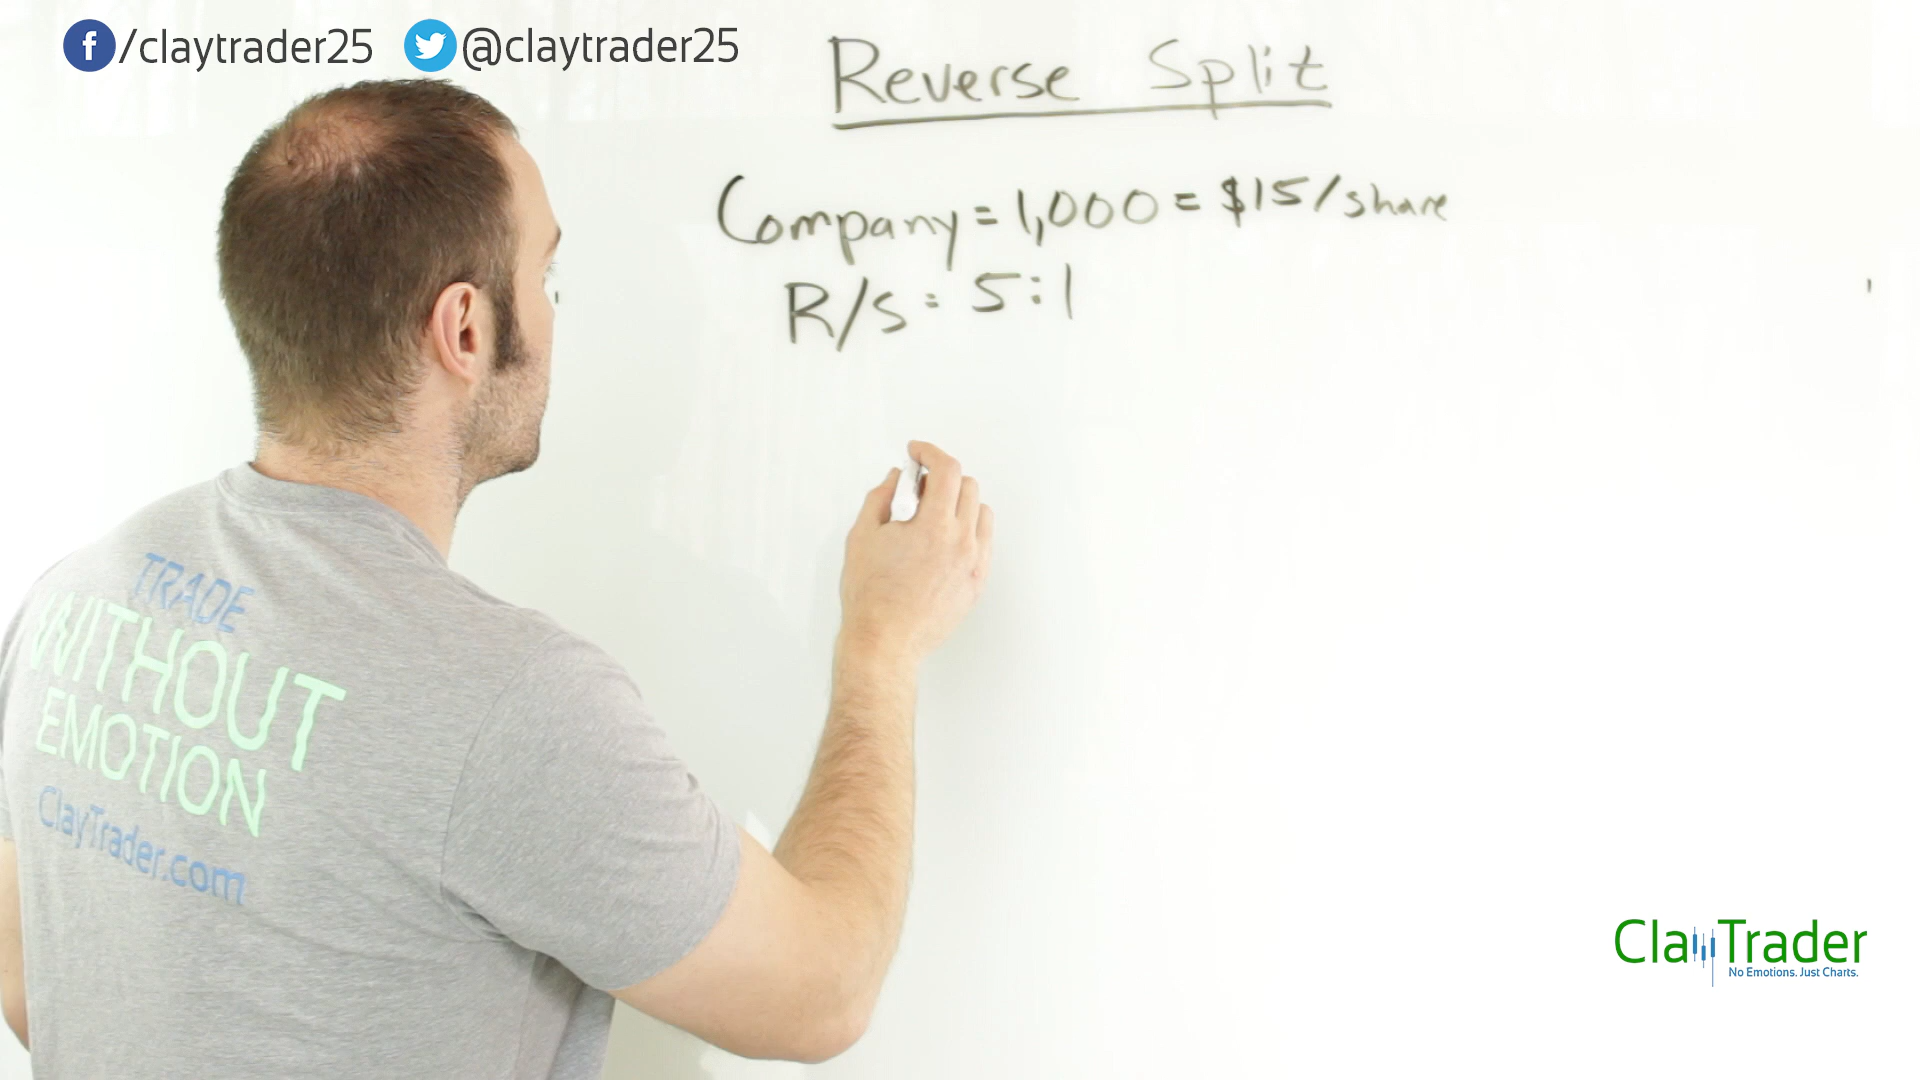 /claytrader25 @claytrader25
Reverse Split
Company = 1,000 = $15/share
R/S = 5:1
TRADE
WITHOUT
EMOTION
ClayTrader.com
ClayTrader
No Emotions. Just Charts.